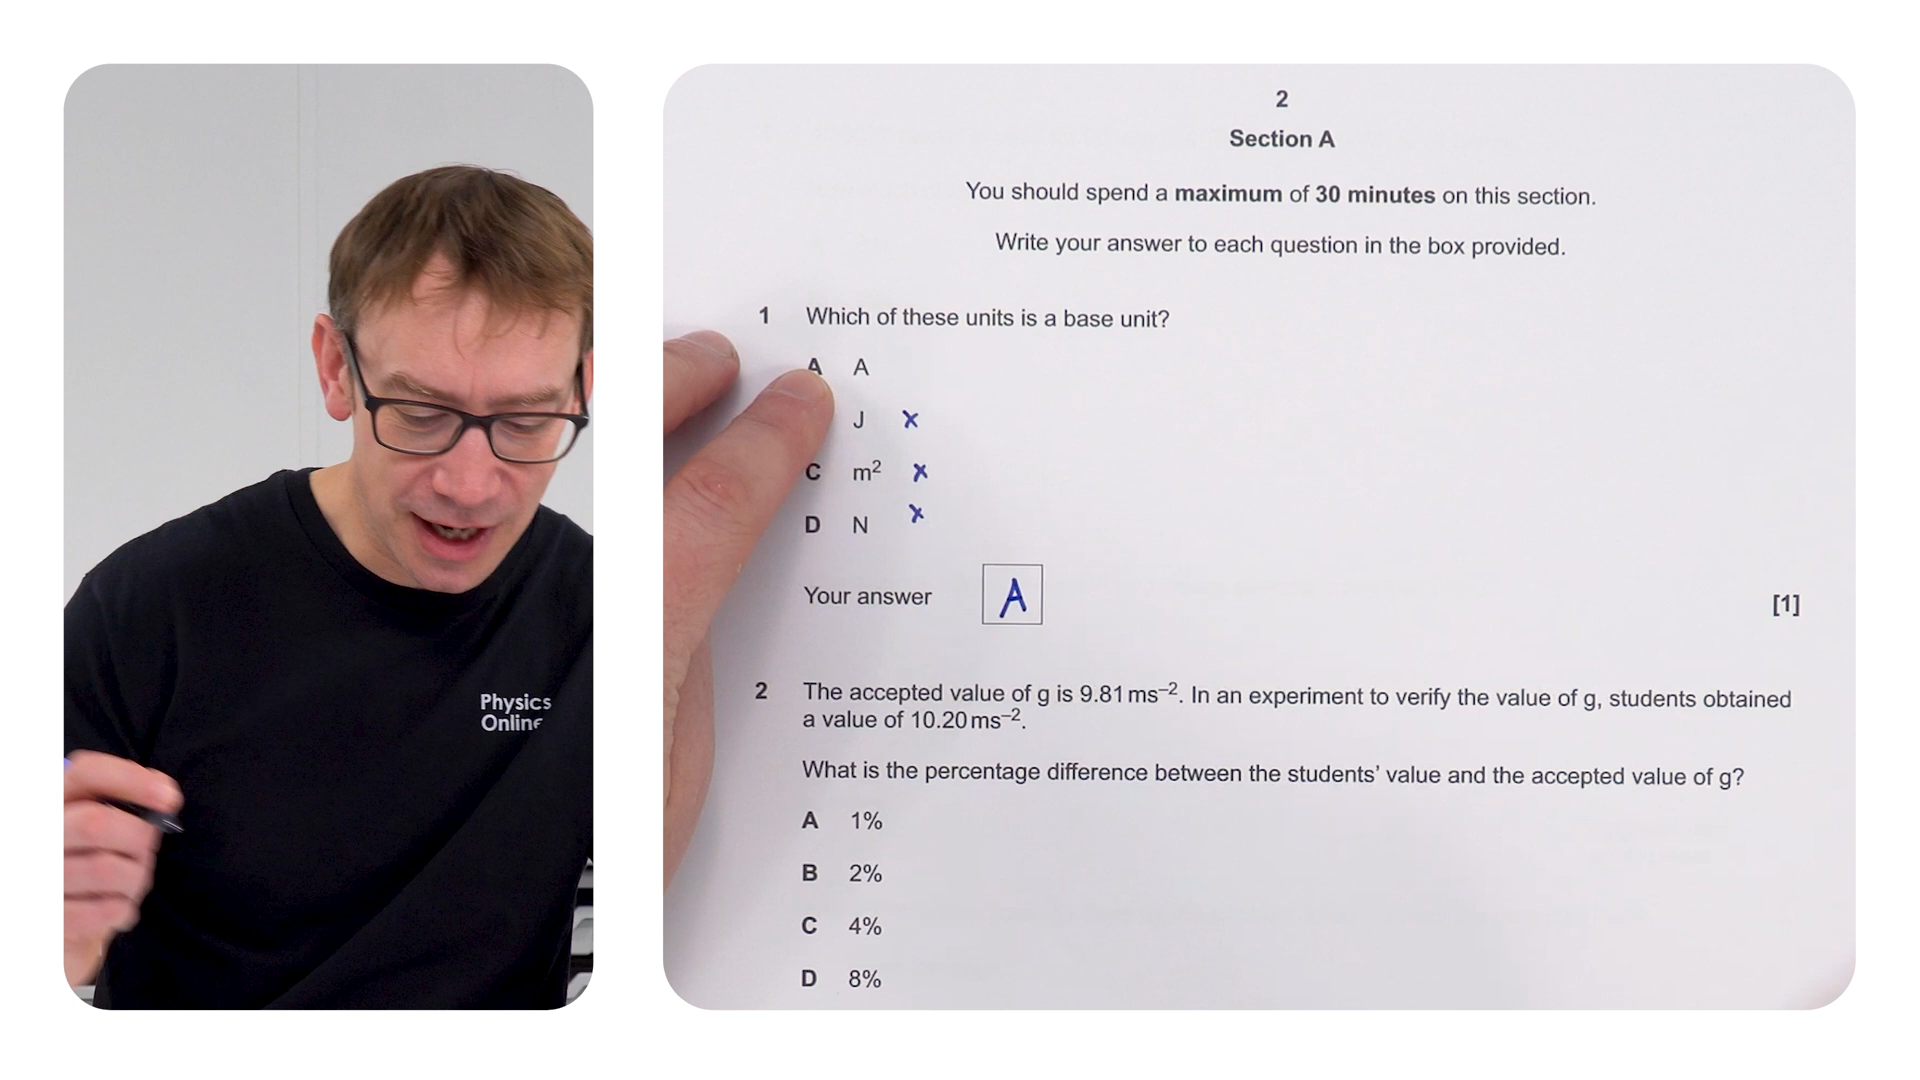 Physics
Online
2
Section A
You should spend a maximum of 30 minutes on this section.
Write your answer to each question in the box provided.
1 Which of these units is a base unit?
A A
J x
C m² x
D N x
Your answer A [1]
2 The accepted value of g is 9.81 ms⁻². In an experiment to verify the value of g, students obtained
a value of 10.20 ms⁻².
What is the percentage difference between the students' value and the accepted value of g?
A 1%
B 2%
C 4%
D 8%